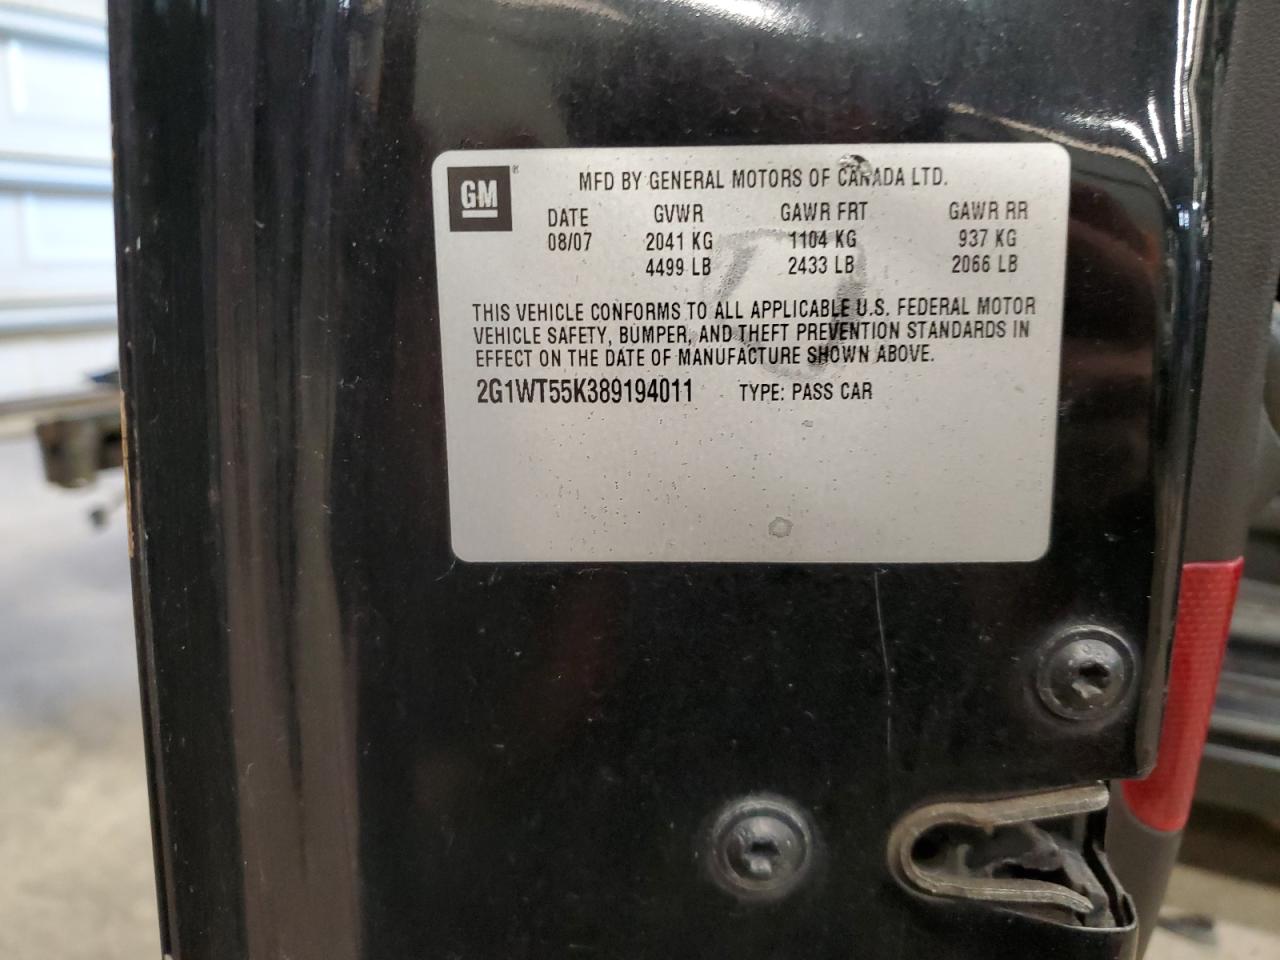 GM
MFD BY GENERAL MOTORS OF CANADA LTD.
DATE GVWR GAWR FRT GAWR RR
08/07 2041 KG 1104 KG 937 KG
4499 LB 2433 LB 2066 LB
THIS VEHICLE CONFORMS TO ALL APPLICABLE U.S. FEDERAL MOTOR
VEHICLE SAFETY, BUMPER, AND THEFT PREVENTION STANDARDS IN
EFFECT ON THE DATE OF MANUFACTURE SHOWN ABOVE.
2G1WT55K389194011 TYPE: PASS CAR